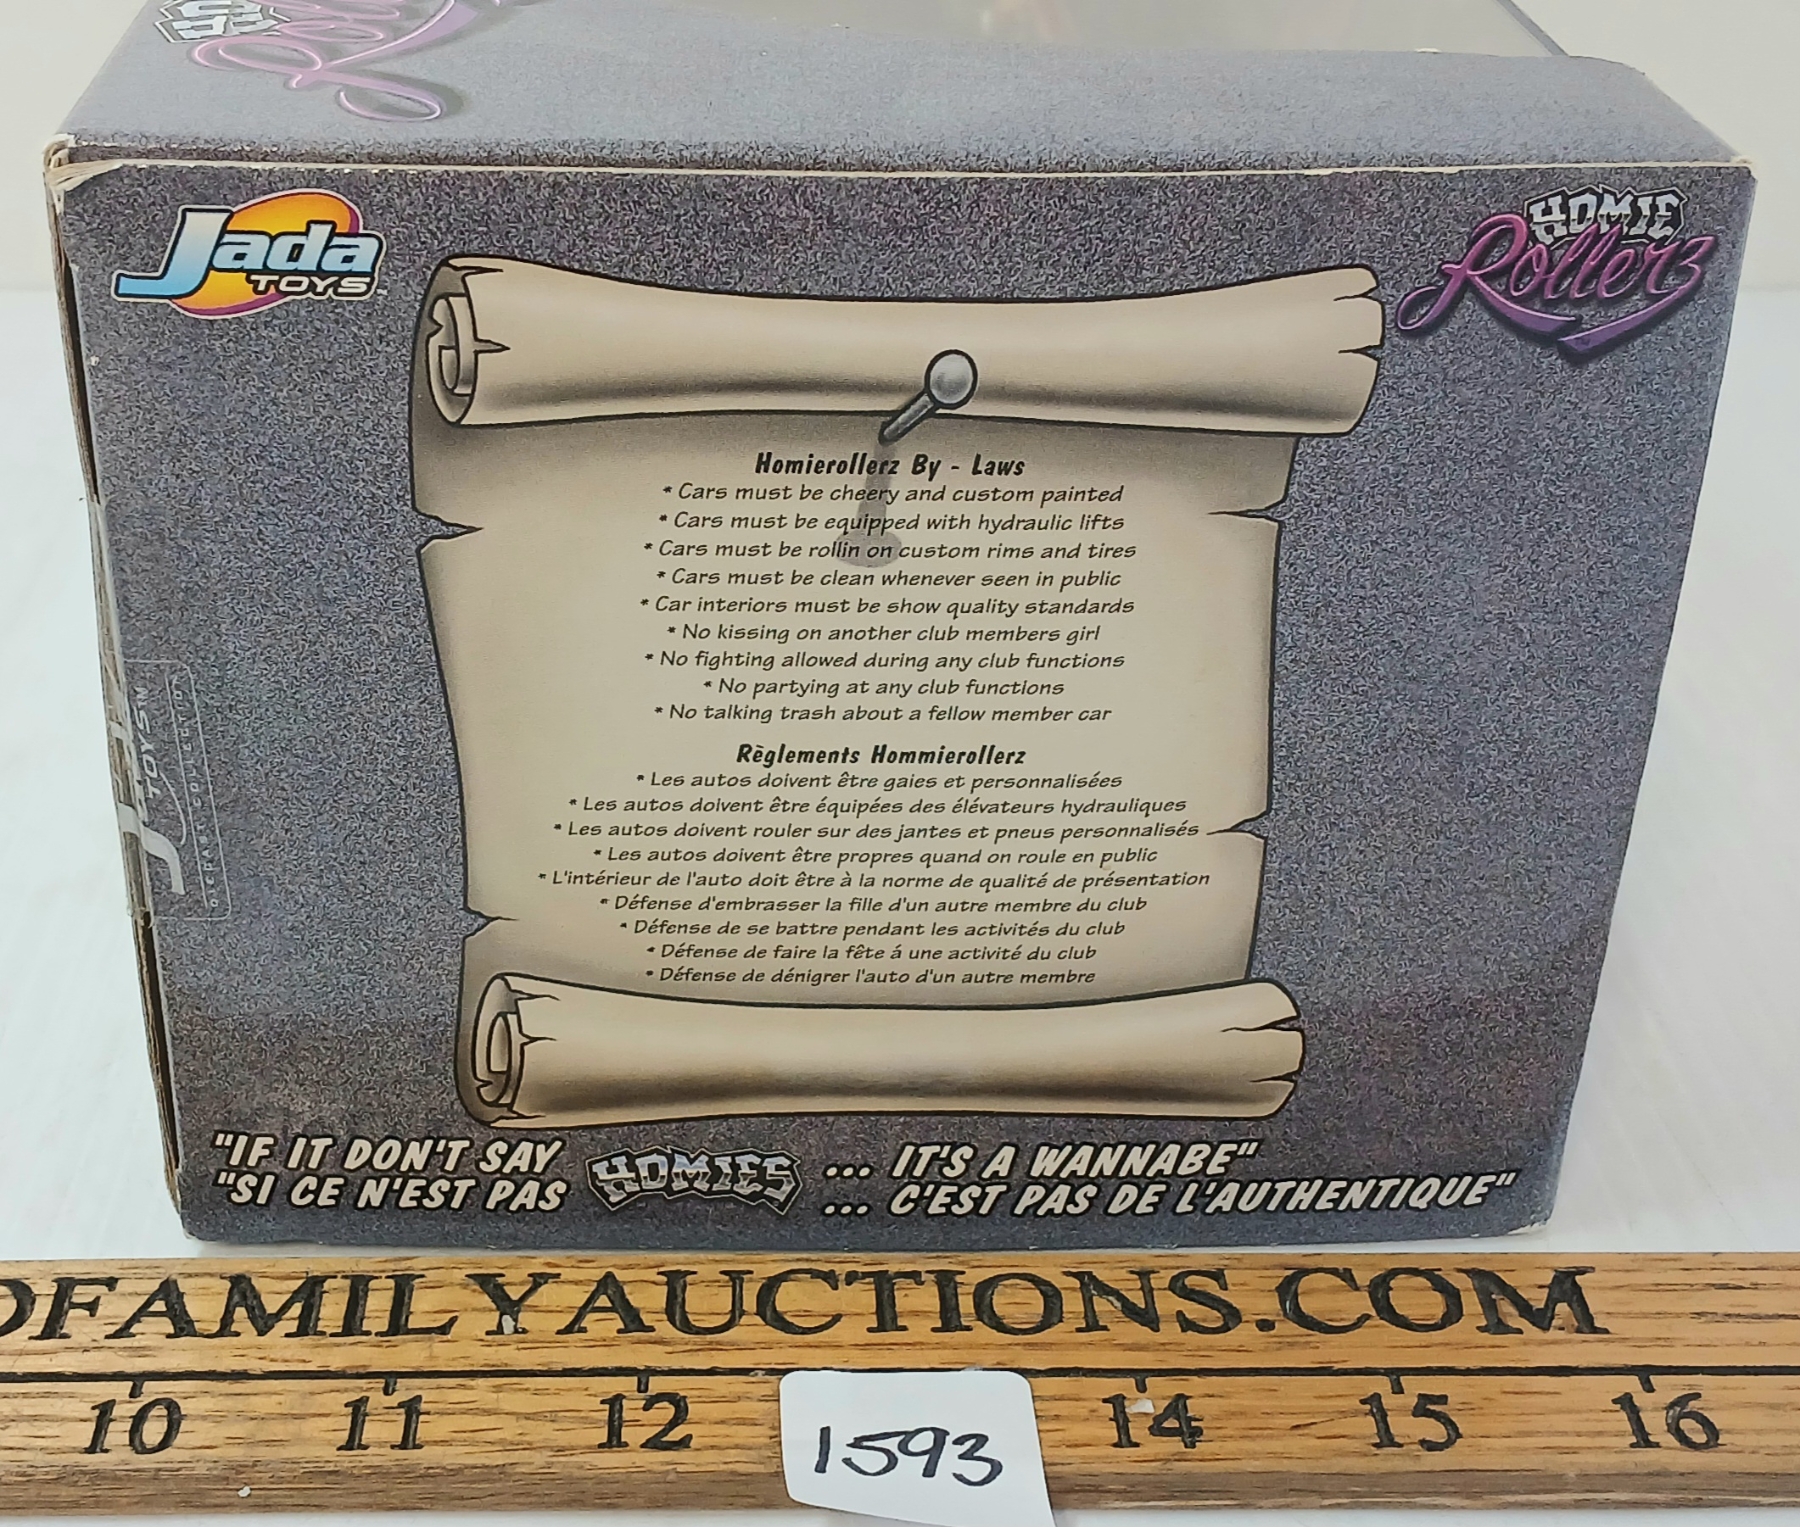 Jada
TOYS
HOMIE
Rollerz
Homierollerz By - Laws
* Cars must be cheery and custom painted
* Cars must be equipped with hydraulic lifts
* Cars must be rollin on custom rims and tires
* Cars must be clean whenever seen in public
* Car interiors must be show quality standards
* No kissing on another club members girl
* No fighting allowed during any club functions
* No partying at any club functions
* No talking trash about a fellow member car
Règlements Hommierollerz
* Les autos doivent être gaies et personnalisées
* Les autos doivent être équipées des élévateurs hydrauliques
* Les autos doivent rouler sur des jantes et pneus personnalisés
* Les autos doivent être propres quand on roule en public
* L'intérieur de l'auto doit être à la norme de qualité de présentation
* Défense d'embrasser la fille d'un autre membre du club
* Défense de se battre pendant les activités du club
* Défense de faire la fête á une activité du club
* Défense de dénigrer l'auto d'un autre membre
"IF IT DON'T SAY HOMIES ... IT'S A WANNABE"
"SI CE N'EST PAS ... C'EST PAS DE L'AUTHENTIQUE"
FAMILYAUCTIONS.COM
10 11 12 14 15 16
1593